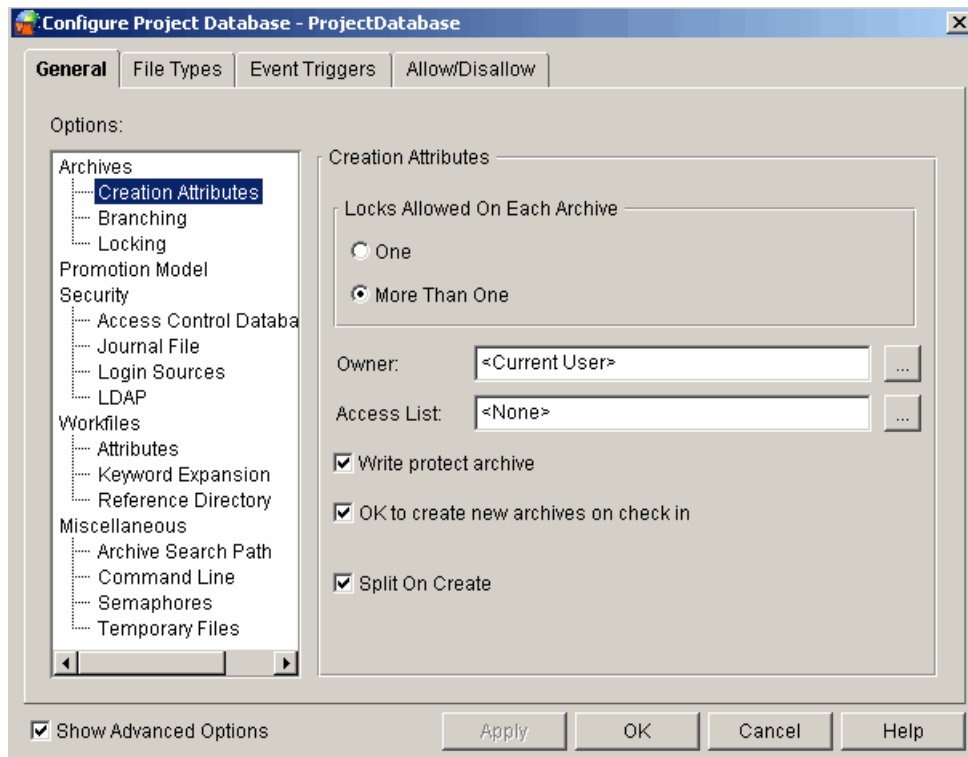 Configure Project Database - ProjectDatabase
General File Types Event Triggers Allow/Disallow
Options:
Archives
Creation Attributes
Branching
Locking
Promotion Model
Security
Access Control Databa
Journal File
Login Sources
LDAP
Workfiles
Attributes
Keyword Expansion
Reference Directory
Miscellaneous
Archive Search Path
Command Line
Semaphores
Temporary Files
Creation Attributes
Locks Allowed On Each Archive
One
More Than One
Owner: <Current User> ...
Access List: <None> ...
Write protect archive
OK to create new archives on check in
Split On Create
Show Advanced Options Apply OK Cancel Help